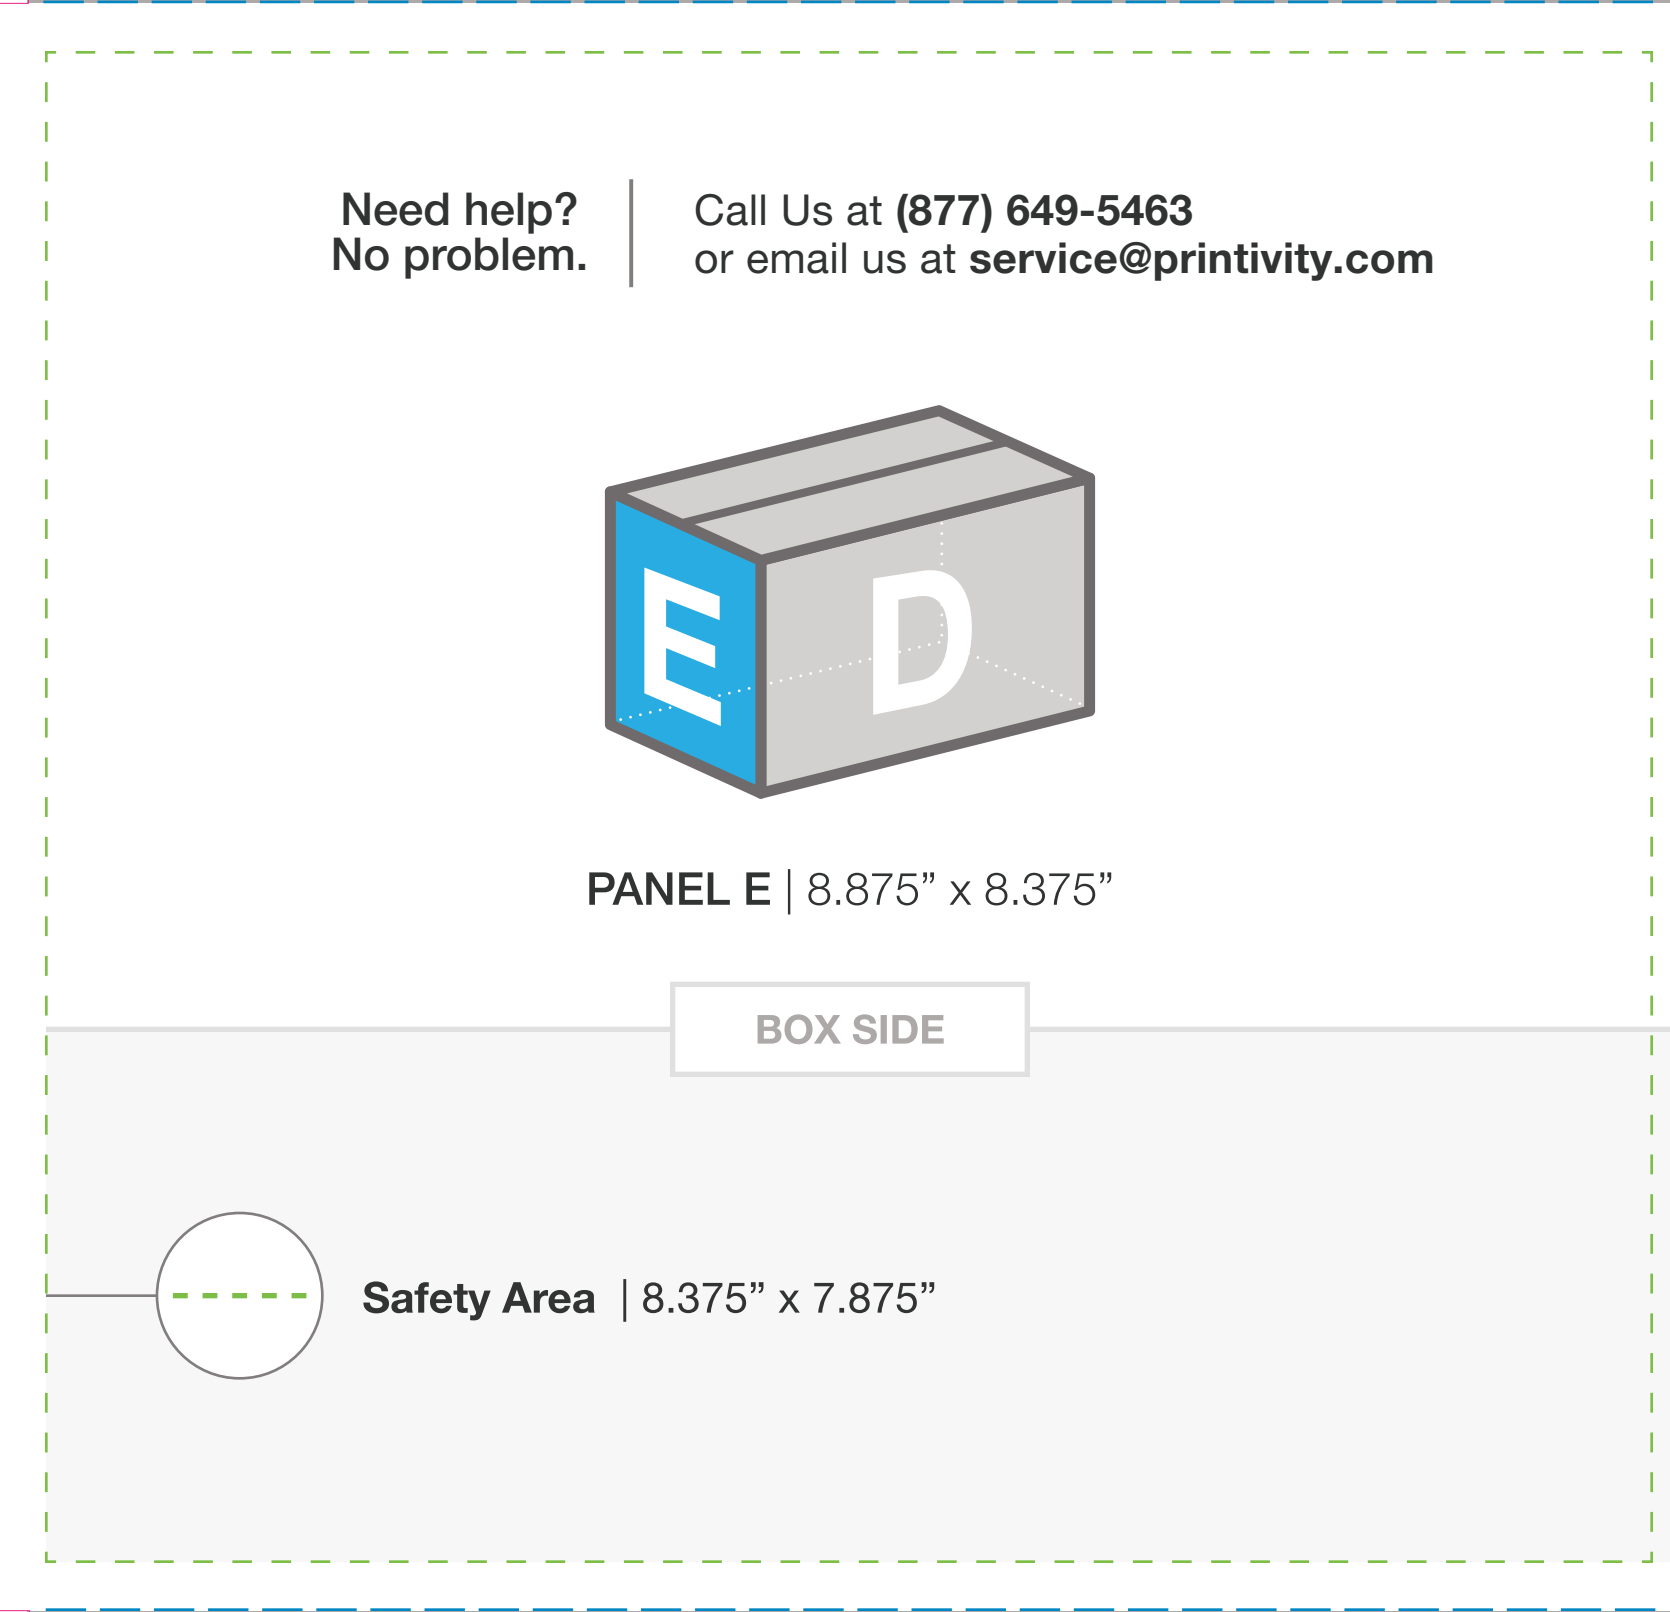 Need help?
No problem.
Call Us at (877) 649-5463
or email us at service@printivity.com
E
D
PANEL E | 8.875” x 8.375”
BOX SIDE
Safety Area | 8.375” x 7.875”